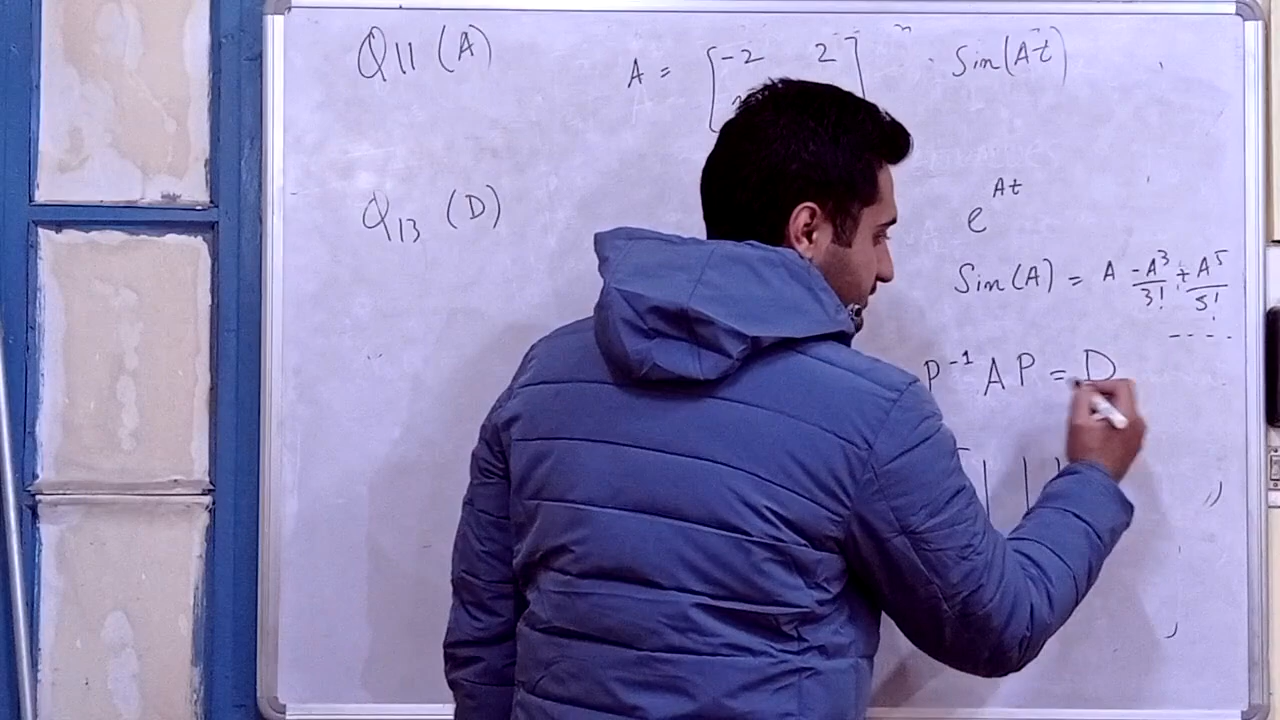 Q11 (A)
A = [-2 2] Sin(At)
Q13 (D)
e^At
Sin(A) = A -A^3/3! + A^5/5!
----
P^-1 A P = D